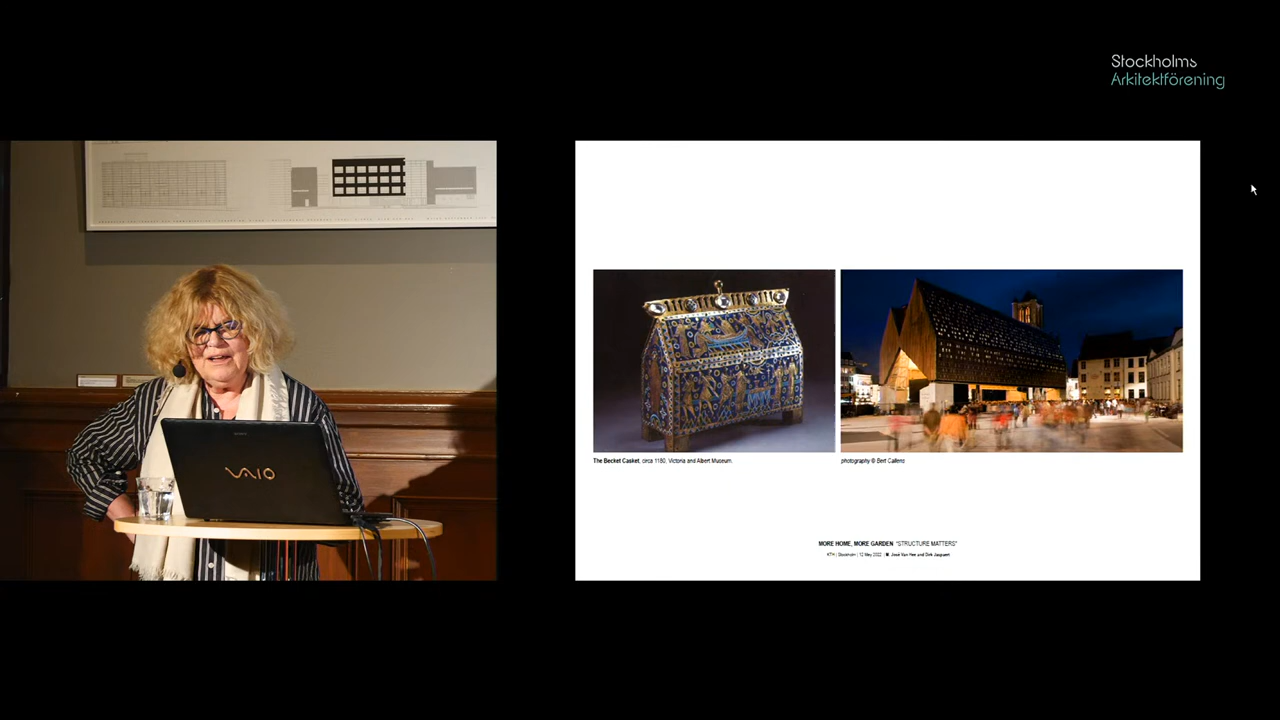 Stockholms
Arkitektförening
VAIO
The Becket Casket, circa 1180, Victoria and Albert Museum.
photography © Bert Callens
MORE HOME, MORE GARDEN "STRUCTURE MATTERS"
KTH | Stockholm | 12 May 2022 | M. José Van Hee and Dirk Jaspaert